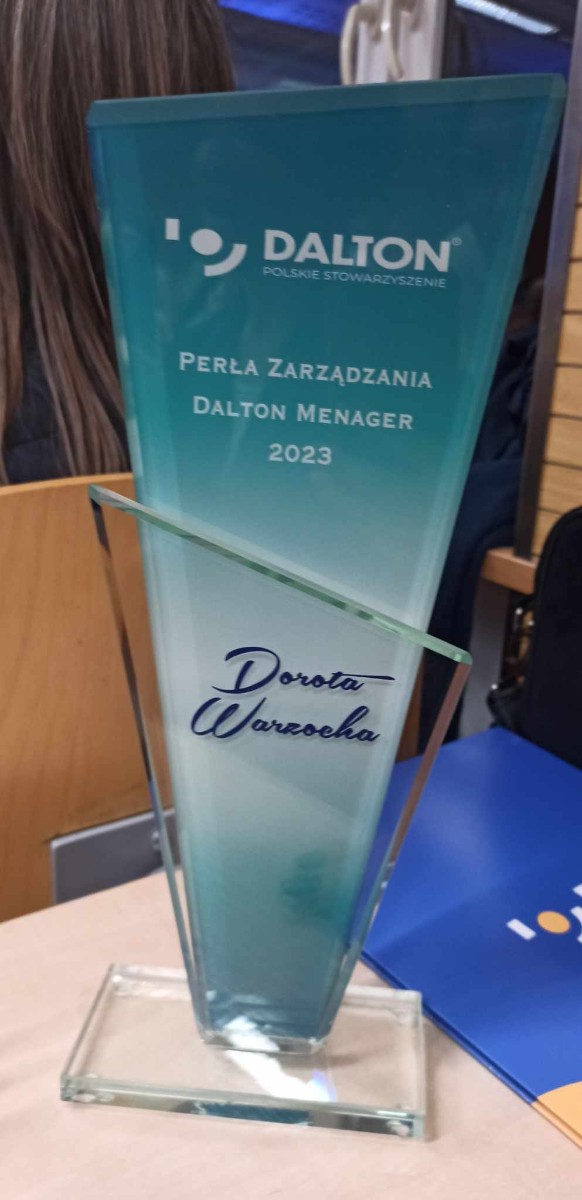 DALTON®
POLSKIE STOWARZYSZENIE
PERŁA ZARZĄDZANIA
DALTON MENAGER
2023
Dorota
Warzocha